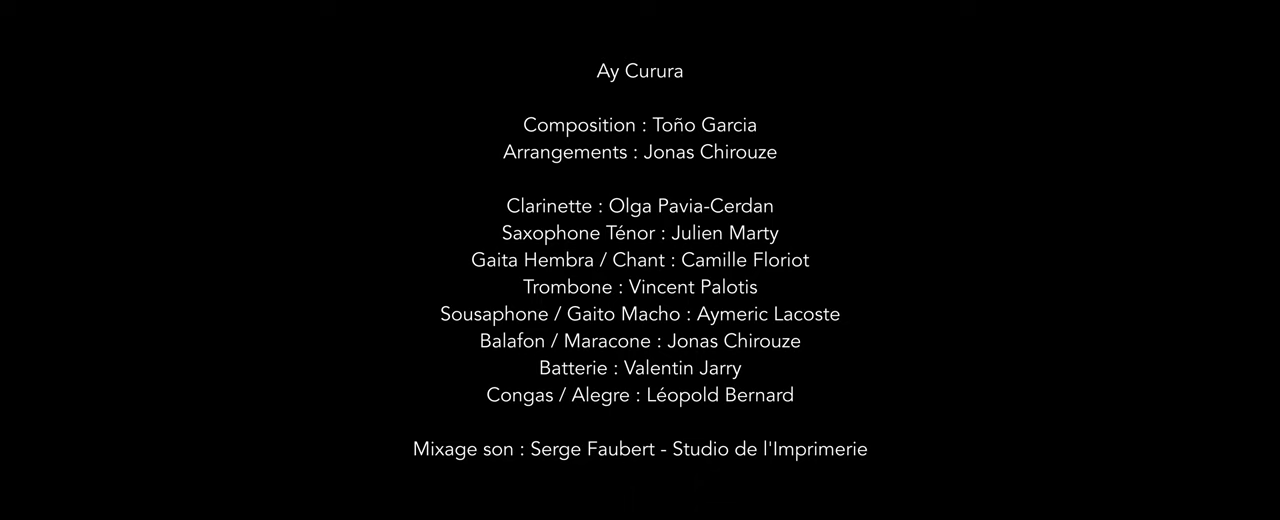 Ay Curura
Composition : Toño Garcia
Arrangements : Jonas Chirouze
Clarinette : Olga Pavia-Cerdan
Saxophone Ténor : Julien Marty
Gaita Hembra / Chant : Camille Floriot
Trombone : Vincent Palotis
Sousaphone / Gaito Macho : Aymeric Lacoste
Balafon / Maracone : Jonas Chirouze
Batterie : Valentin Jarry
Congas / Alegre : Léopold Bernard
Mixage son : Serge Faubert - Studio de l'Imprimerie